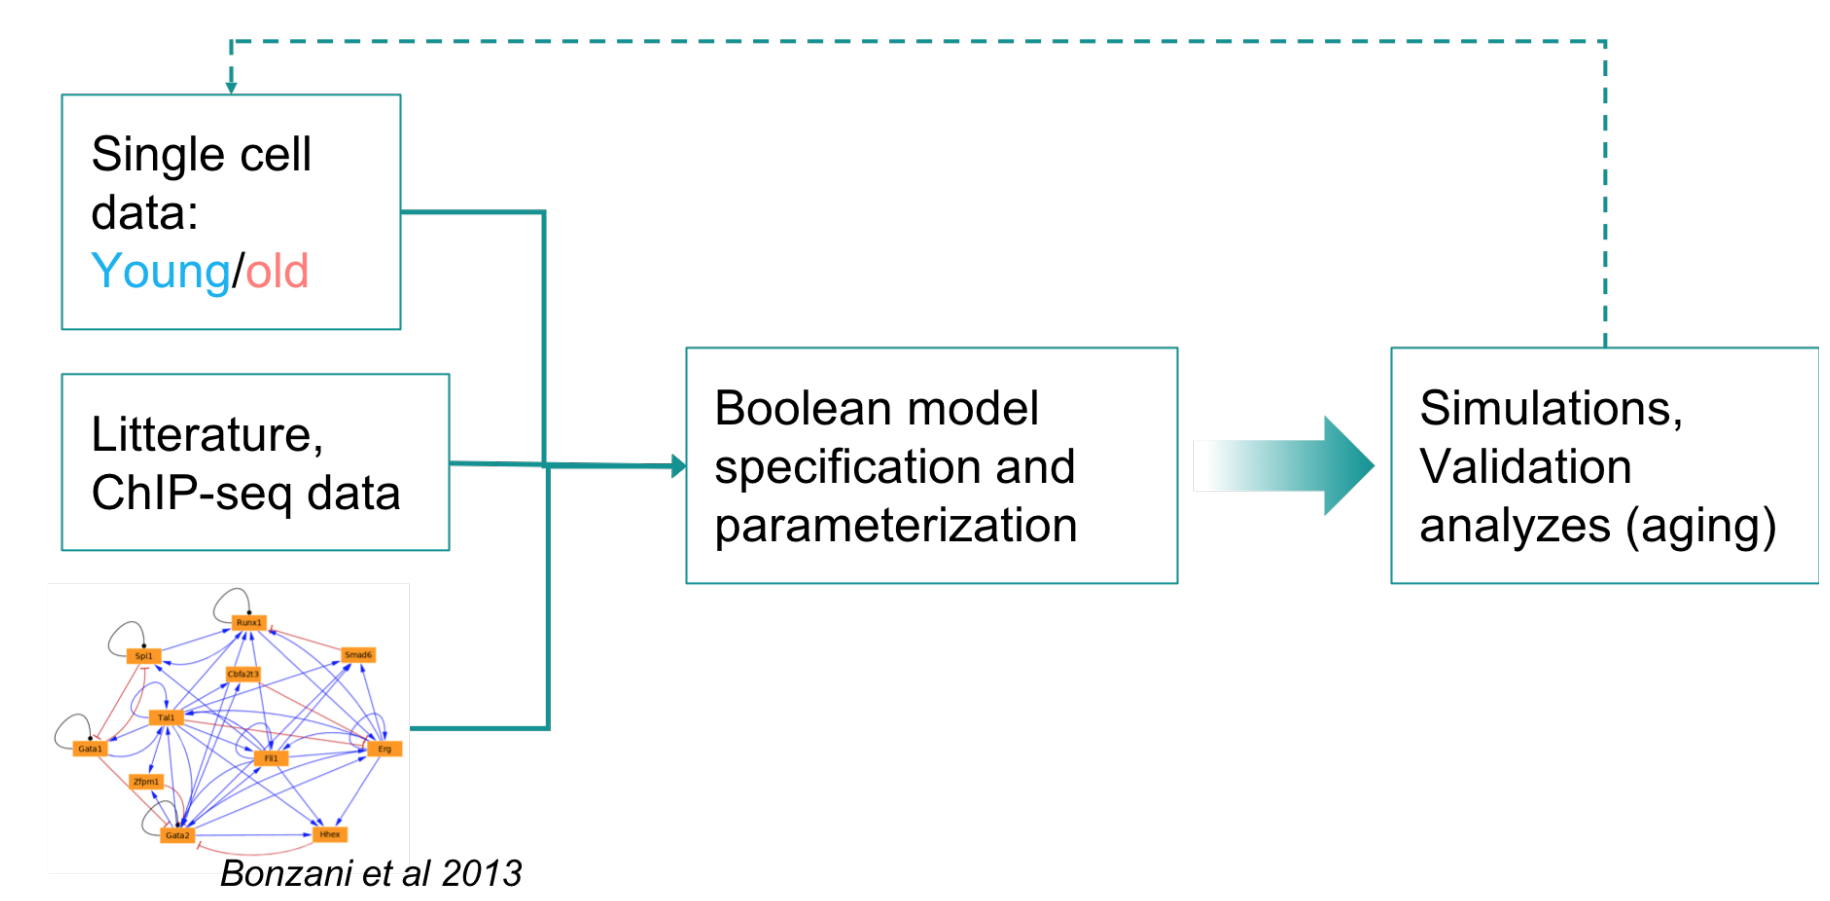 Single cell
data:
Young/old
Litterature,
ChIP-seq data
Boolean model
specification and
parameterization
Simulations,
Validation
analyzes (aging)
Runx1
Spi1
Smad6
Cbfa2t3
Tal1
Gata1
Erg
Fli1
Zfpm1
Gata2
Hhex
Bonzani et al 2013